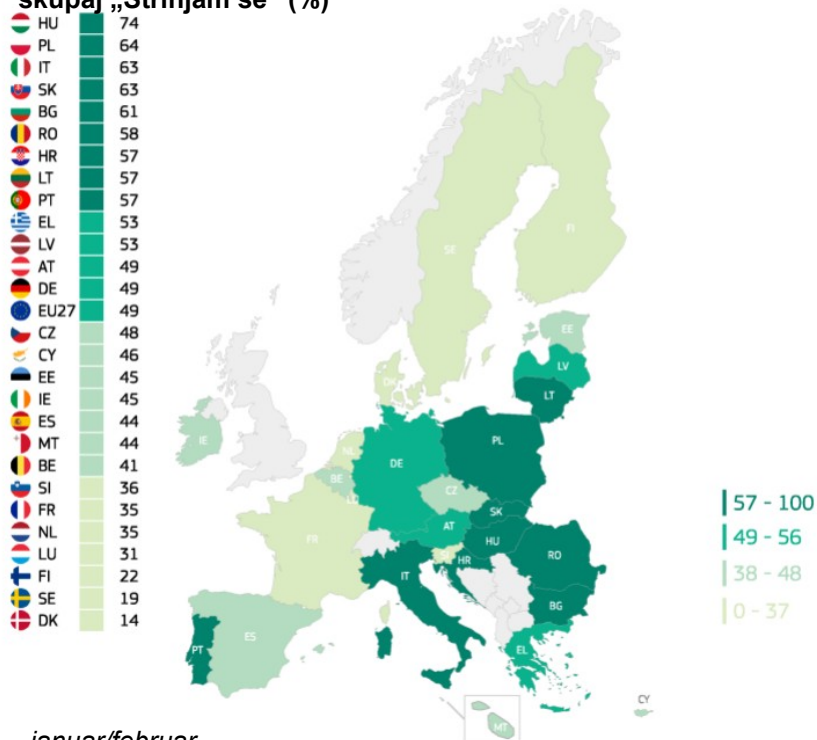 skupaj „Strinjam se" (%)
HU 74
PL 64
IT 63
SK 63
BG 61
RO 58
HR 57
LT 57
PT 57
EL 53
LV 53
AT 49
DE 49
EU27 49
CZ 48
CY 46
EE 45
IE 45
ES 44
MT 44
BE 41
SI 36
FR 35
NL 35
LU 31
FI 22
SE 19
DK 14
SE
FI
EE
LV
LT
DK
IE
NL
PL
DE
BE
LU
CZ
SK
AT
FR
HU
SI
HR
RO
IT
BG
PT
ES
EL
CY
MT
57 - 100
49 - 56
38 - 48
0 - 37
januar/februar